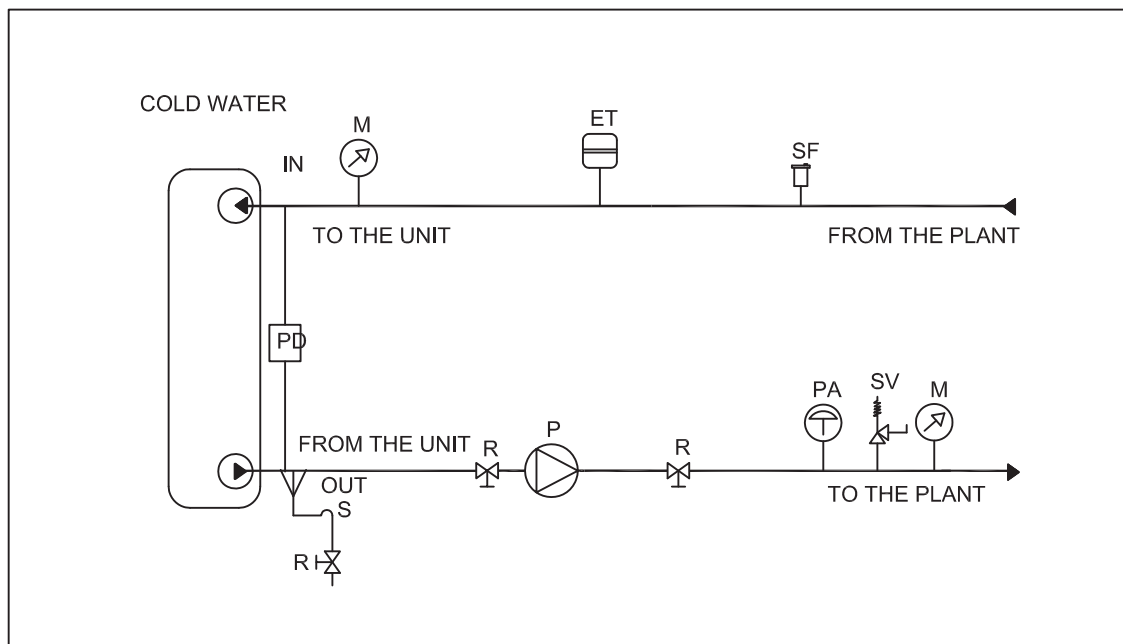 COLD WATER
M
ET
SF
IN
TO THE UNIT
FROM THE PLANT
PD
PA
SV
M
FROM THE UNIT
R
P
R
OUT
TO THE PLANT
S
R